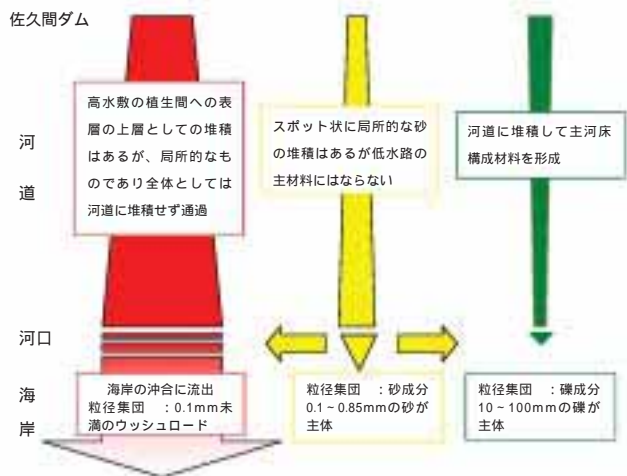 佐久間ダム
高水敷の植生間への表
層の上層としての堆積
はあるが、局所的なも
のであり全体としては
河道に堆積せず通過
スポット状に局所的な砂
の堆積はあるが低水路の
主材料にはならない
河道に堆積して主河床
構成材料を形成
河
道
河口
海
岸
海岸の沖合に流出
粒径集団　：0.1mm未
満のウッシュロード
粒径集団　：砂成分
0.1～0.85mmの砂が
主体
粒径集団　：礫成分
10～100mmの礫が
主体